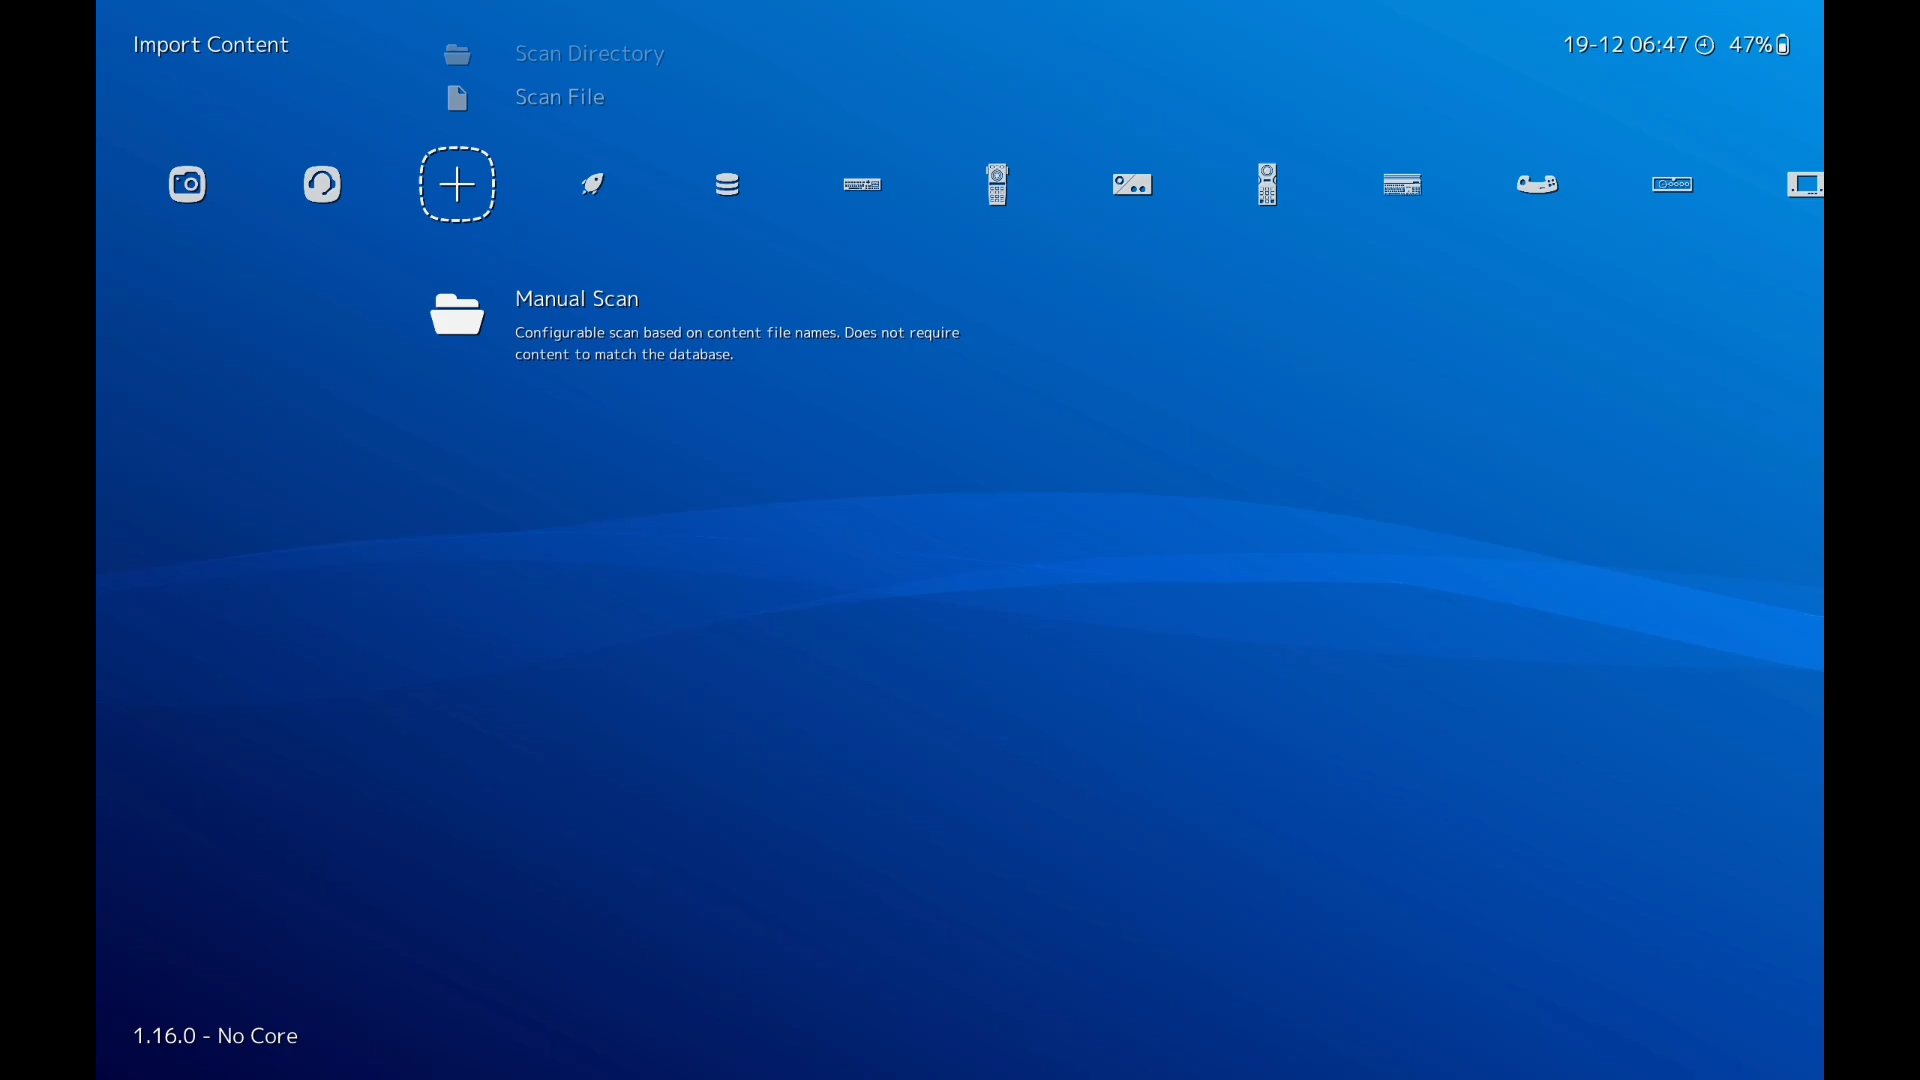 Import Content
Scan Directory
Scan File
19-12 06:47 47%
Manual Scan
Configurable scan based on content file names. Does not require
content to match the database.
1.16.0 - No Core